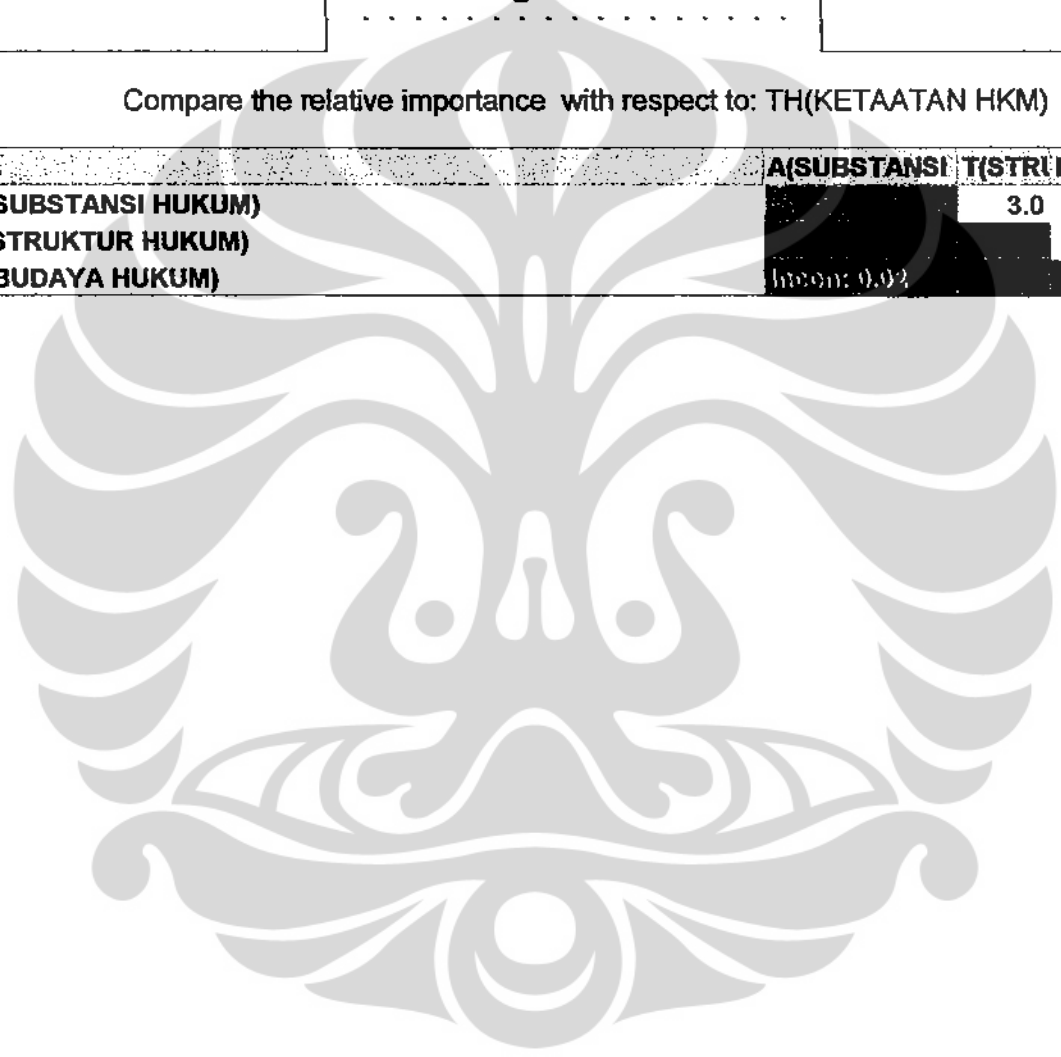 Compare the relative importance with respect to: TH(KETAATAN HKM)
A(SUBSTANSI T(STRU
SUBSTANSI HUKUM) 3.0
STRUKTUR HUKUM)
BUDAYA HUKUM) Incon: 0.02